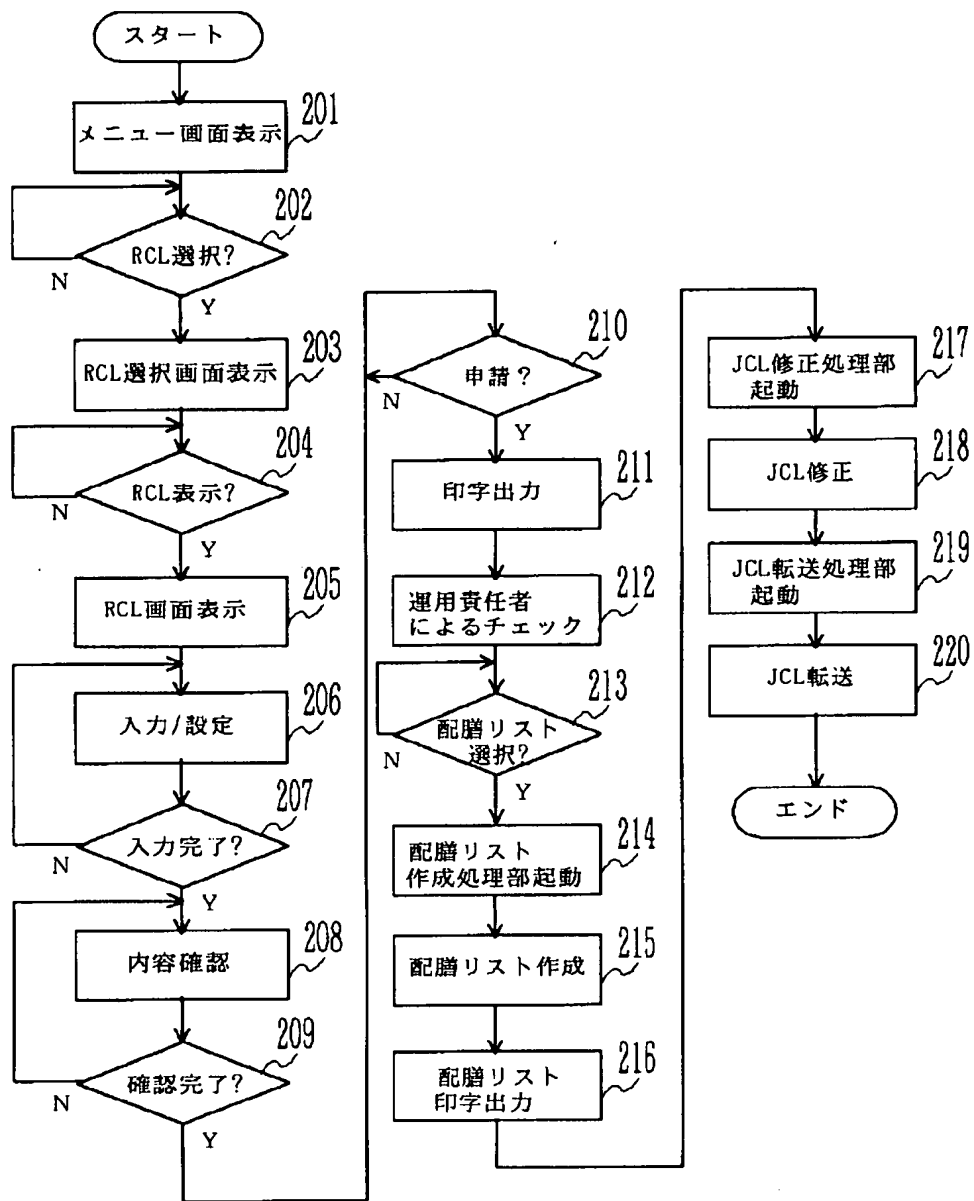 スタート
メニュー画面表示
201
RCL選択?
202
N
Y
RCL選択画面表示
203
RCL表示?
204
N
Y
RCL画面表示
205
入力/設定
206
入力完了?
207
N
Y
内容確認
208
確認完了?
209
N
Y
申請?
210
N
Y
印字出力
211
運用責任者
によるチェック
212
配膳リスト
選択?
213
N
Y
配膳リスト
作成処理部起動
214
配膳リスト作成
215
配膳リスト
印字出力
216
JCL修正処理部
起動
217
JCL修正
218
JCL転送処理部
起動
219
JCL転送
220
エンド